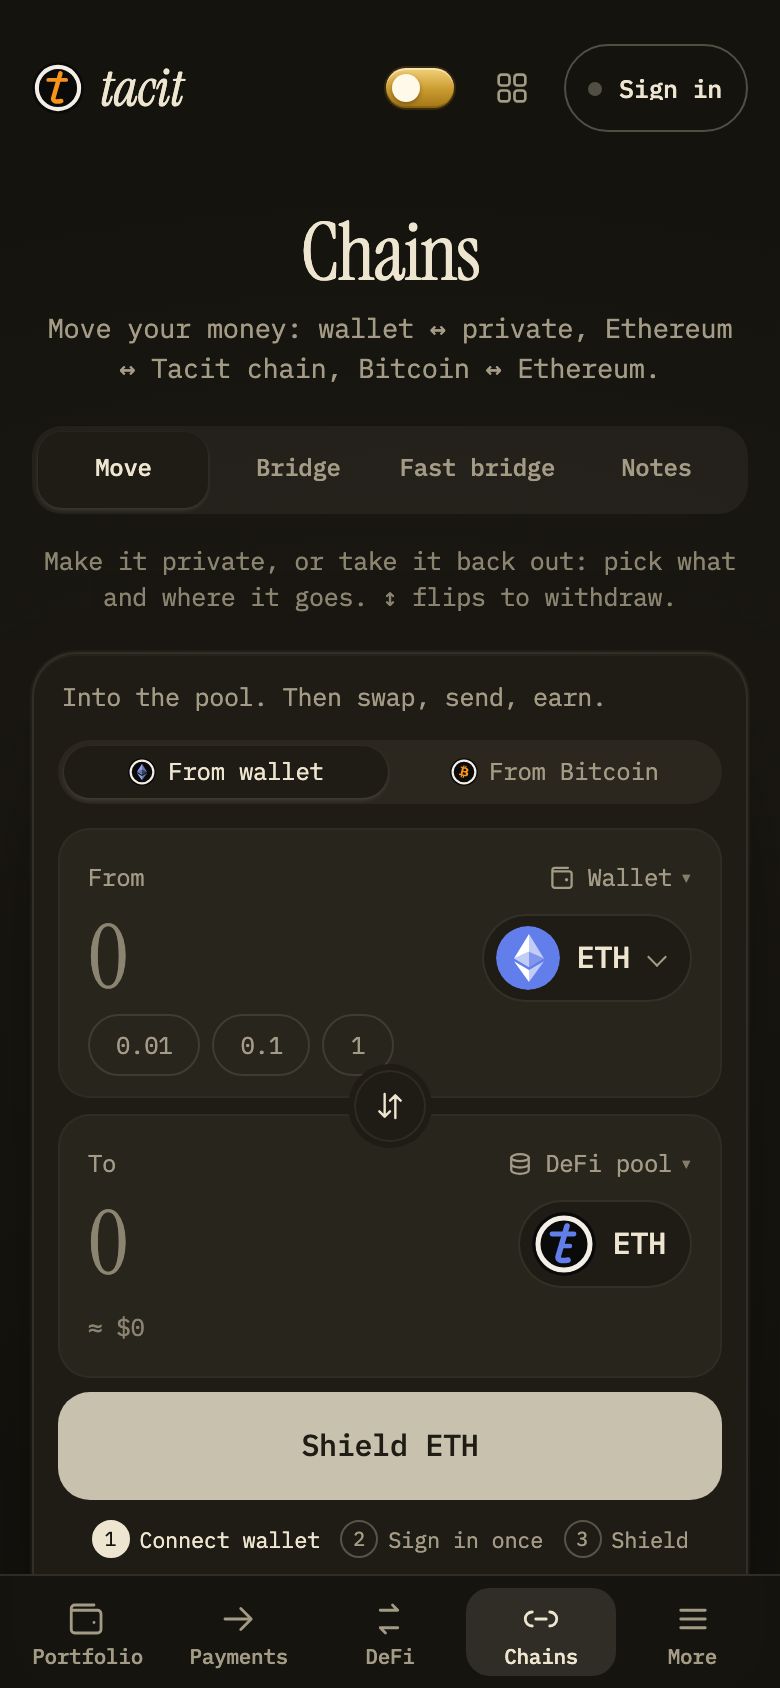 tacit
Sign in
Chains
Move your money: wallet ↔ private, Ethereum
↔ Tacit chain, Bitcoin ↔ Ethereum.
Move Bridge Fast bridge Notes
Make it private, or take it back out: pick what
and where it goes. ↕ flips to withdraw.
Into the pool. Then swap, send, earn.
From wallet From Bitcoin
From Wallet ▾
0 ETH
0.01 0.1 1
To DeFi pool ▾
0 ETH
≈ $0
Shield ETH
1 Connect wallet 2 Sign in once 3 Shield
Portfolio Payments DeFi Chains More